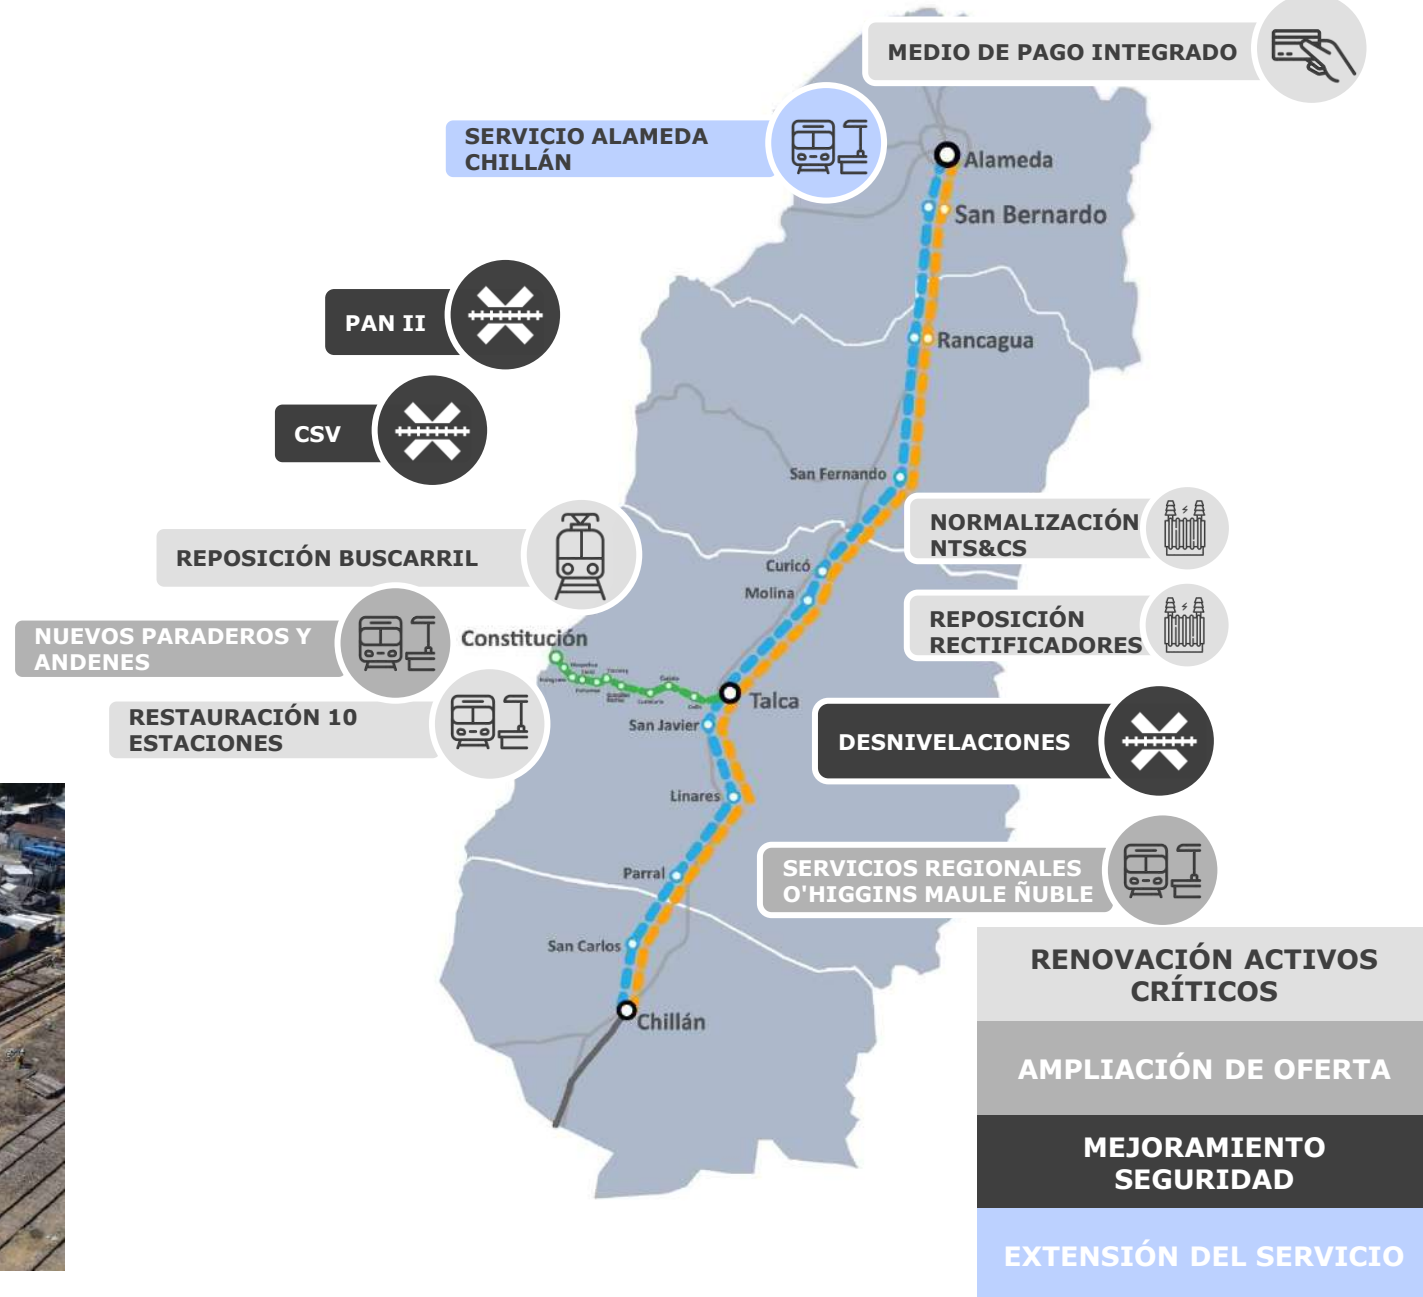 MEDIO DE PAGO INTEGRADO
SERVICIO ALAMEDA
CHILLÁN
Alameda
San Bernardo
PAN II
Rancagua
CSV
San Fernando
NORMALIZACIÓN
NTS&CS
REPOSICIÓN BUSCARRIL
Curicó
Molina
REPOSICIÓN
RECTIFICADORES
NUEVOS PARADEROS Y
ANDENES
Constitución
Talca
RESTAURACIÓN 10
ESTACIONES
San Javier
DESNIVELACIONES
Linares
Parral
SERVICIOS REGIONALES
O'HIGGINS MAULE ÑUBLE
San Carlos
Chillán
RENOVACIÓN ACTIVOS
CRÍTICOS
AMPLIACIÓN DE OFERTA
MEJORAMIENTO
SEGURIDAD
EXTENSIÓN DEL SERVICIO